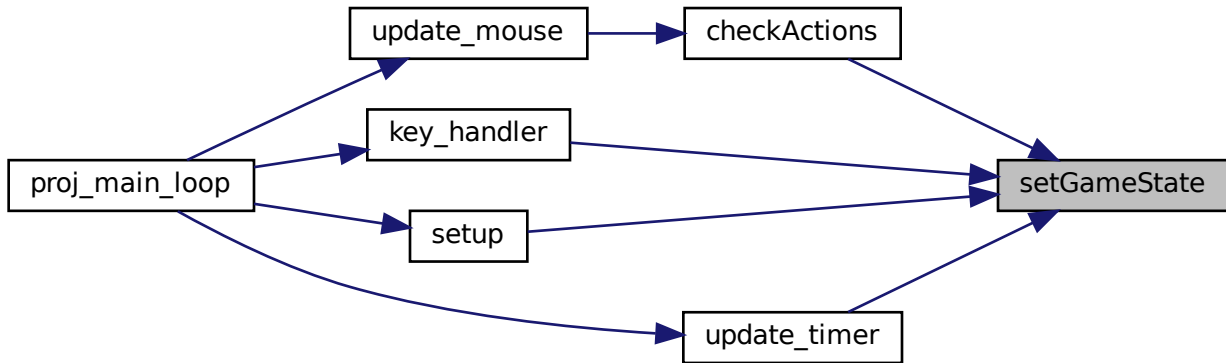 update_mouse
checkActions
key_handler
proj_main_loop
setGameState
setup
update_timer